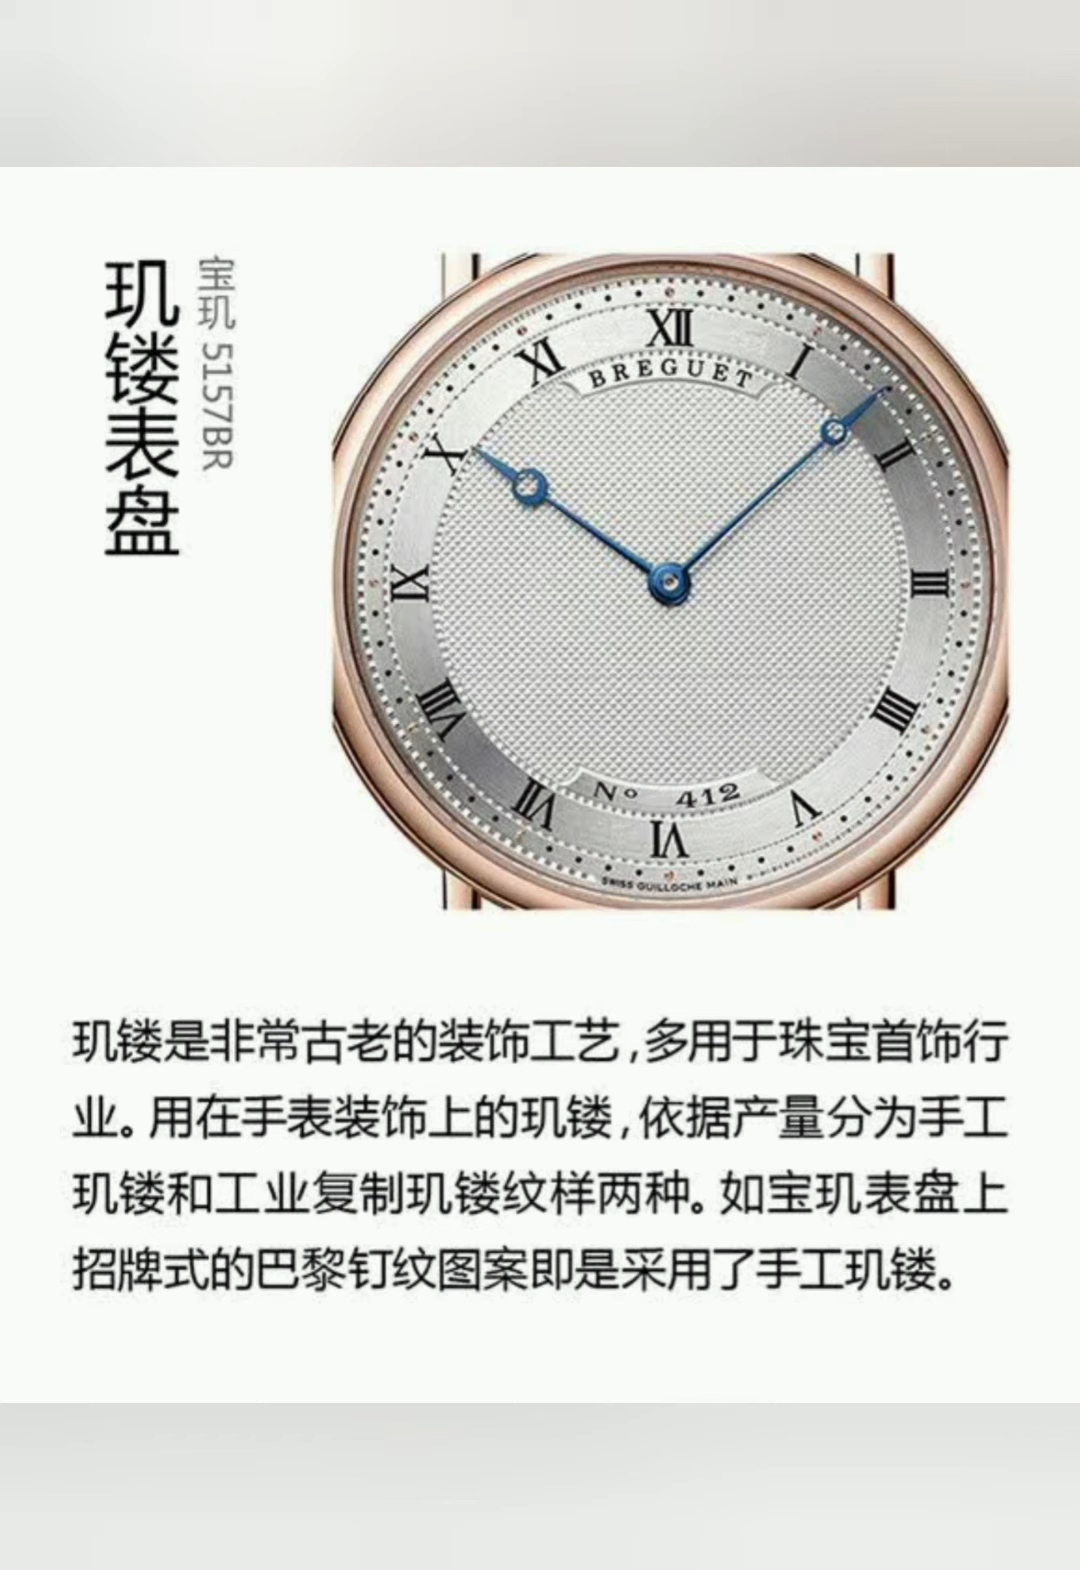 玑镂表盘
宝玑 5157BR
XII
I
II
III
IIII
V
VI
VII
VIII
IX
X
XI
BREGUET
Nº 412
SWISS GUILLOCHE MAIN
玑镂是非常古老的装饰工艺,多用于珠宝首饰行
业。用在手表装饰上的玑镂,依据产量分为手工
玑镂和工业复制玑镂纹样两种。如宝玑表盘上
招牌式的巴黎钉纹图案即是采用了手工玑镂。